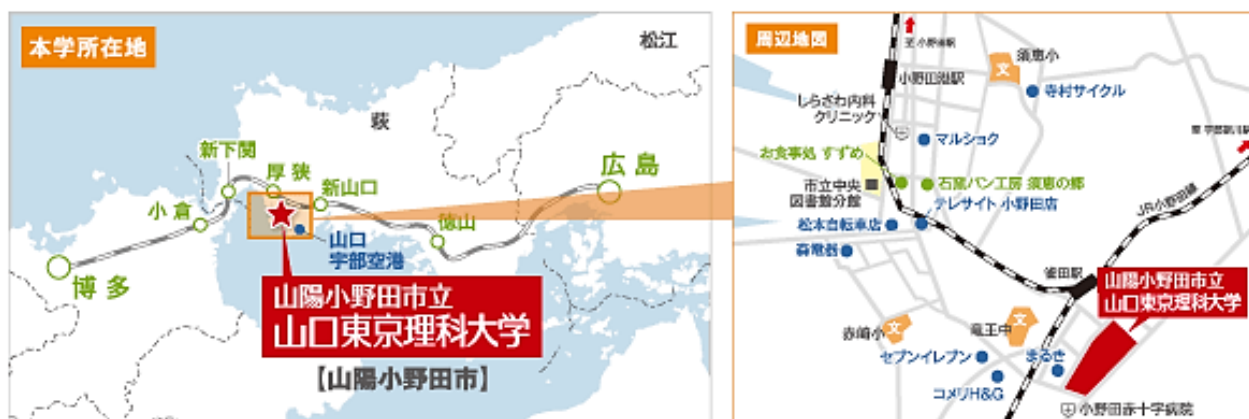 本学所在地
松江
萩
新下関
厚狭
新山口
広島
小倉
徳山
博多
山口
宇部空港
山陽小野田市立
山口東京理科大学
【山陽小野田市】
周辺地図
至 小野田駅
須恵小
文
小野田港駅
寺村サイクル
しらさわ内科
クリニック
マルショク
お食事処 すずめ
石窯パン工房 須恵の郷
市立中央
図書館分館
テレサイト 小野田店
松本自転車店
森電器
JR小野田線
雀田駅
山陽小野田市立
山口東京理科大学
赤崎小
文
竜王中
文
セブンイレブン
まるき
コメリH&G
小野田赤十字病院